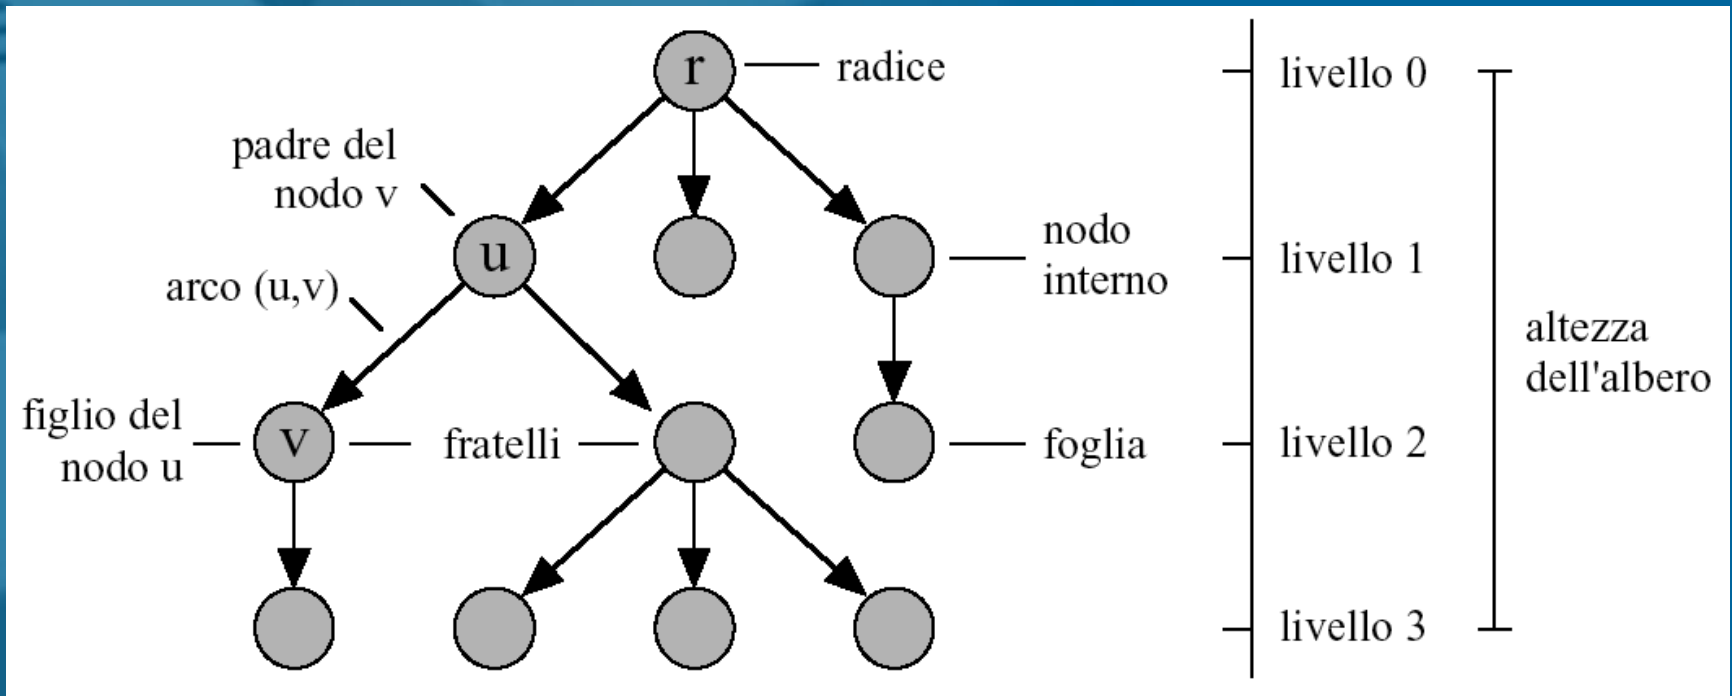 r
radice
livello 0
padre del
nodo v
u
nodo
interno
livello 1
arco (u,v)
altezza
dell'albero
figlio del
nodo u
v
fratelli
foglia
livello 2
livello 3